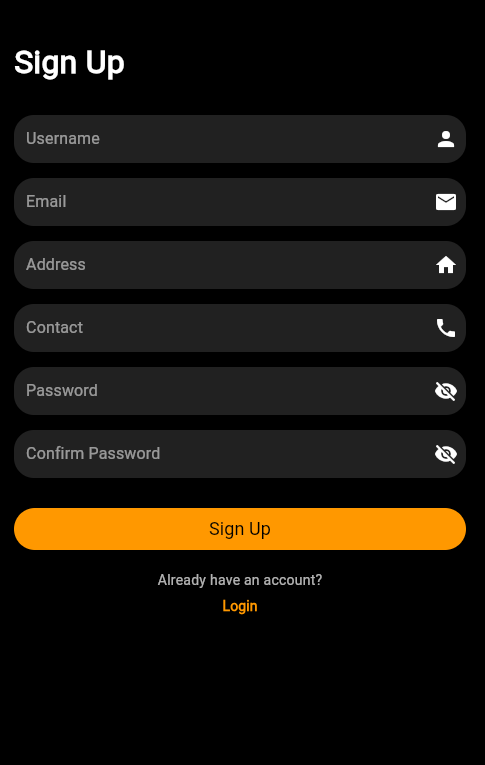 Sign Up
Username
Email
Address
Contact
Password
Confirm Password
Sign Up
Already have an account?
Login